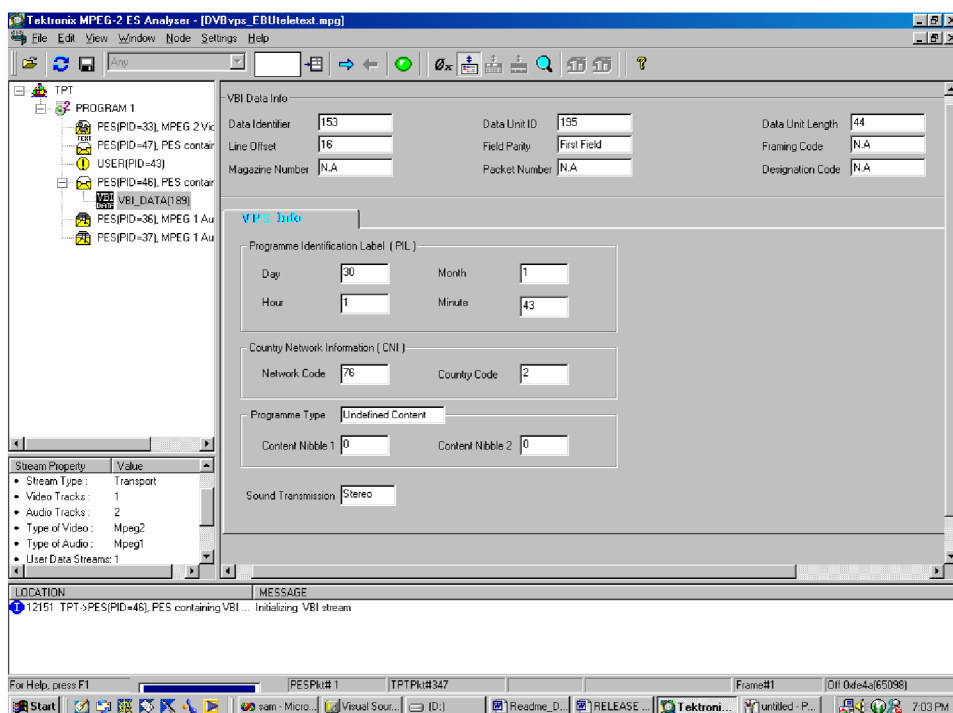 Tektronix MPEG-2 ES Analyser - [DVBvps_EBUteletext.mpg]
File Edit View Window Node Settings Help
Any
TPT
PROGRAM 1
PES(PID=33), MPEG 2 Vic
TEXT PES(PID=47), PES contair
USER(PID=43)
PES(PID=46), PES contair
VBI_DATA(189)
PES(PID=36), MPEG 1 Au
PES(PID=37), MPEG 1 Au
VBI Data Info
Data Identifier 153 Data Unit ID 195 Data Unit Length 44
Line Offset 16 Field Parity First Field Framing Code N.A
Magazine Number N.A Packet Number N.A Designation Code N.A
VPS Info
Programme Identification Label ( PIL )
Day 30 Month 1
Hour 1 Minute 43
Country Network Information ( CNI )
Network Code 76 Country Code 2
Programme Type Undefined Content
Content Nibble 1 0 Content Nibble 2 0
Sound Transmission Stereo
Stream Property Value
Stream Type : Transport
Video Tracks : 1
Audio Tracks : 2
Type of Video : Mpeg2
Type of Audio : Mpeg1
User Data Streams: 1
LOCATION MESSAGE
12151 TPT->PES(PID=46), PES containing VBI ... Initializing VBI stream
For Help, press F1 PESPkt# 1 TPTPkt#347 Frame#1 Off 0xfe4a(65098)
Start sam - Micro... Visual Sour... (D:) Readme_D... RELEASE ... Tektroni... untitled - P... 7:03 PM